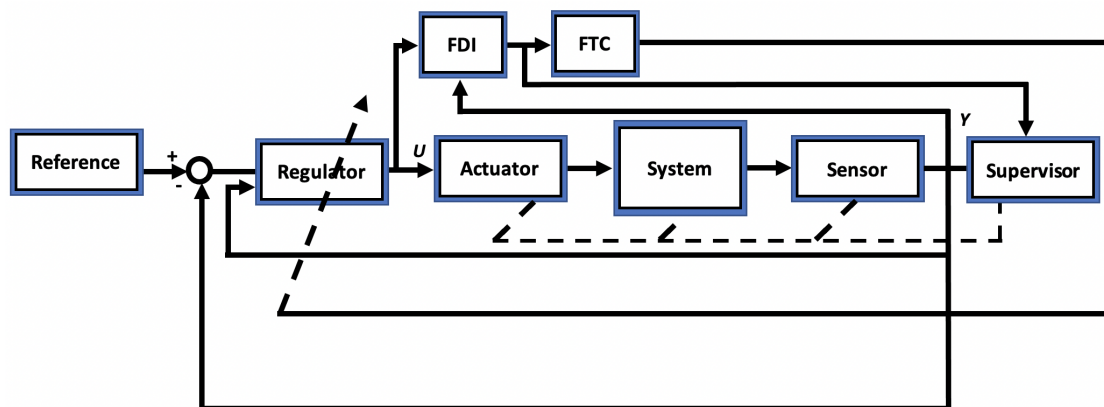 FDI
FTC
Y
Reference
+
-
Regulator
U
Actuator
System
Sensor
Supervisor